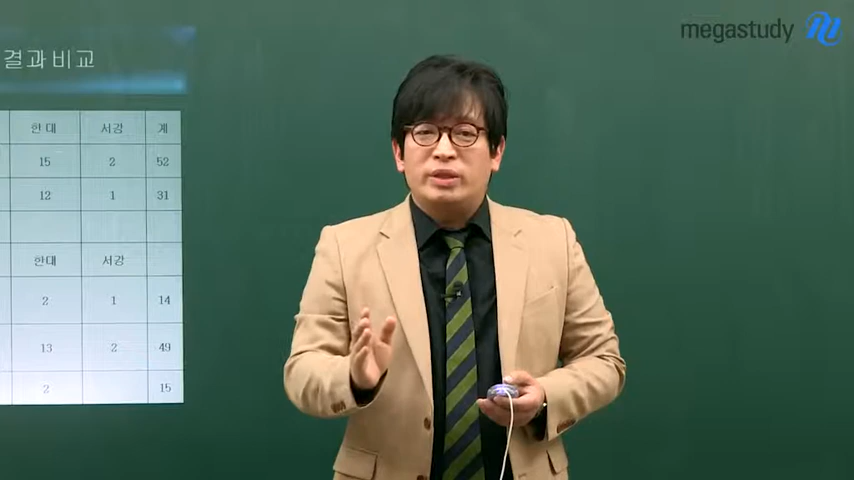 megastudy
결과비교
한대 서강 계
15 2 52
12 1 31
한대 서강
2 1 14
13 2 49
2 15